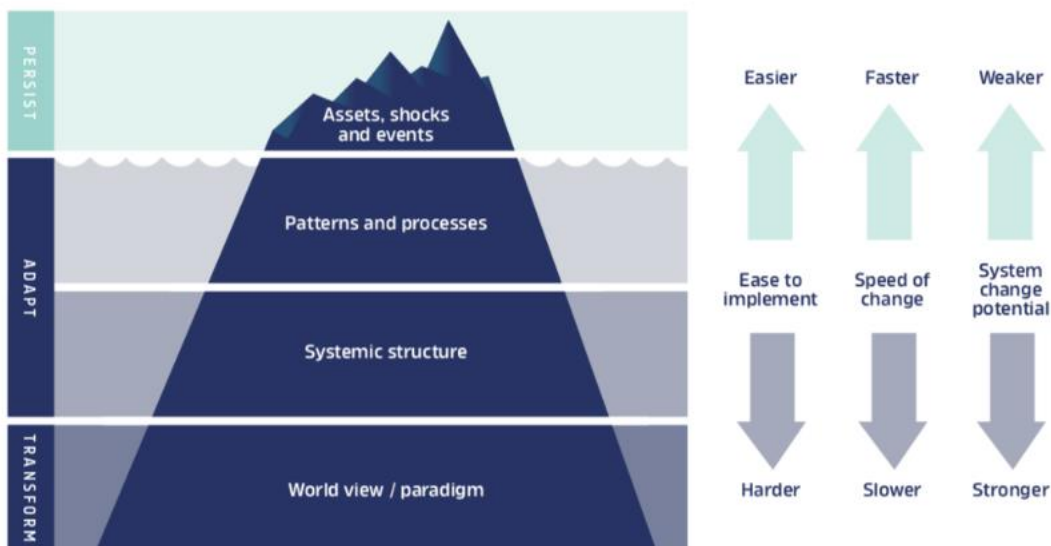 PERSIST
Assets, shocks
and events
ADAPT
Patterns and processes
Systemic structure
TRANSFORM
World view / paradigm
Easier
Faster
Weaker
Ease to
implement
Speed of
change
System
change
potential
Harder
Slower
Stronger